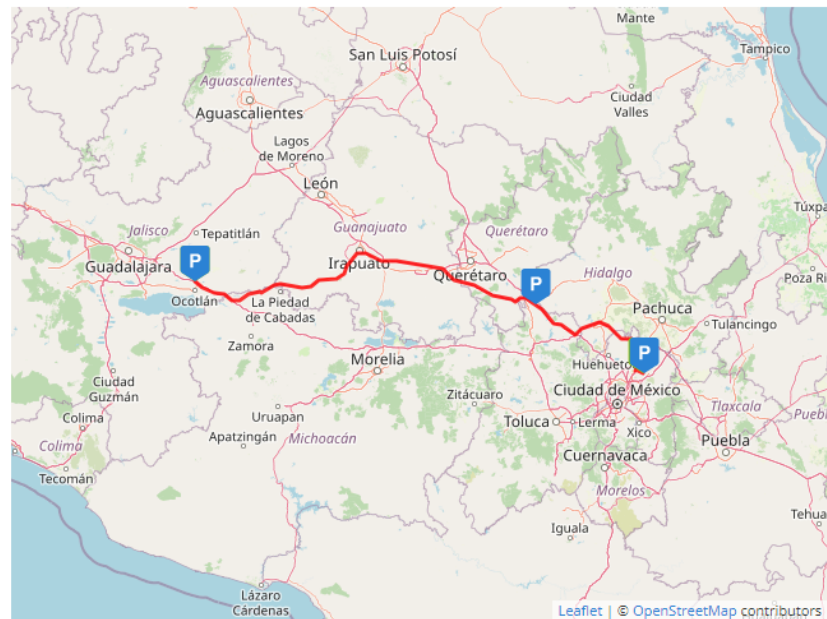 Mante
San Luis Potosí
Tampico
Aguascalientes
Ciudad
Valles
Aguascalientes
Lagos
de Moreno
León
Túxpa
Jalisco
Tepatitlán
Guanajuato
Querétaro
Guadalajara
Irapuato
Querétaro
Hidalgo
Poza Ri
P
P
Ocotlán
La Piedad
de Cabadas
Pachuca
Tulancingo
Zamora
Morelia
Huehueto
P
Ciudad
Guzmán
Zitácuaro
Ciudad de México
Colima
Uruapan
Toluca
Lerma
Xico
Tlaxcala
Pueb
Colima
Apatzingán
Michoacán
Puebla
Tecomán
Cuernavaca
Morelos
Iguala
Tehua
Lázaro
Cárdenas
Leaflet | © OpenStreetMap contributors